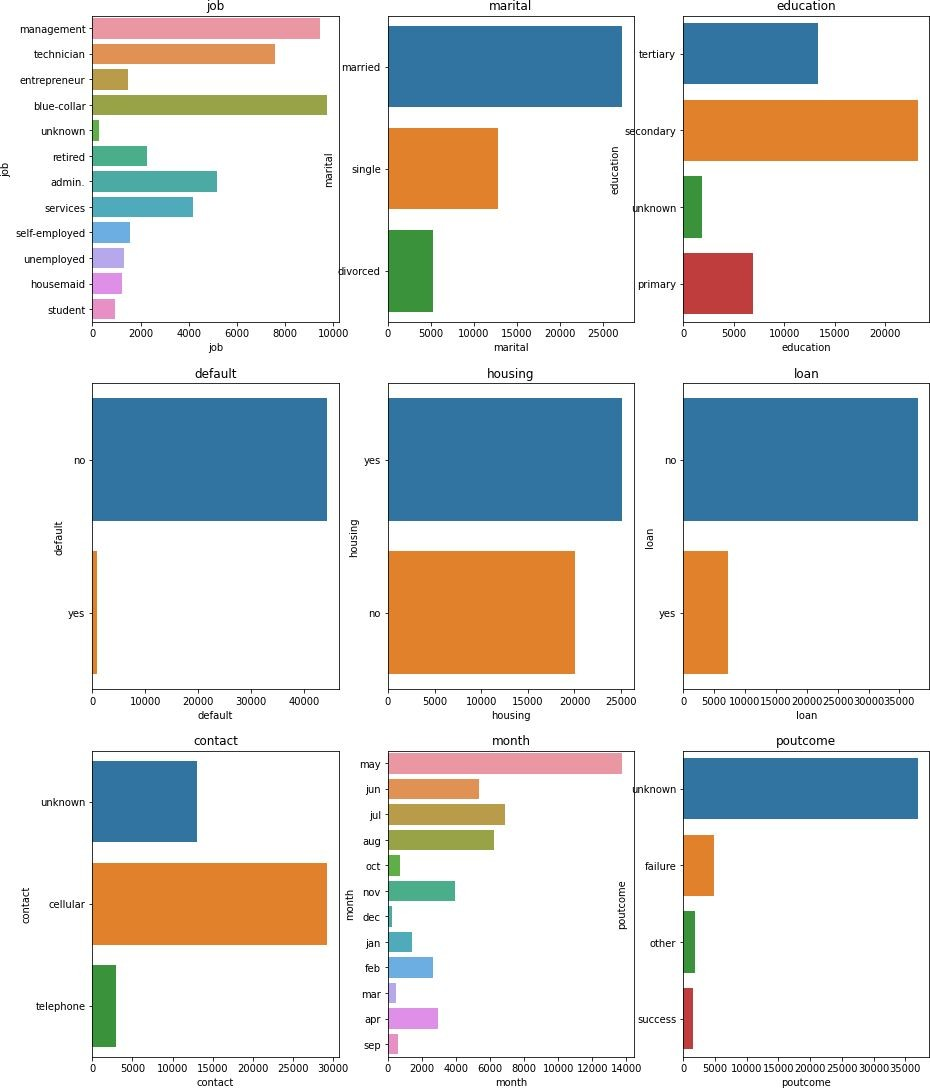 job
management
technician
entrepreneur
blue-collar
unknown
retired
admin.
services
self-employed
unemployed
housemaid
student
job
0 2000 4000 6000 8000 10000
job
marital
married
single
divorced
marital
0 5000 10000 15000 20000 25000
marital
education
tertiary
secondary
unknown
primary
education
0 5000 10000 15000 20000
education
default
no
yes
default
0 10000 20000 30000 40000
default
housing
yes
no
housing
0 5000 10000 15000 20000 25000
housing
loan
no
yes
loan
0 5000 10000 15000 20000 25000 30000 35000
loan
contact
unknown
cellular
telephone
contact
0 5000 10000 15000 20000 25000 30000
contact
month
may
jun
jul
aug
oct
nov
dec
jan
feb
mar
apr
sep
month
0 2000 4000 6000 8000 10000 12000 14000
month
poutcome
unknown
failure
other
success
poutcome
0 5000 10000 15000 20000 25000 30000 35000
poutcome